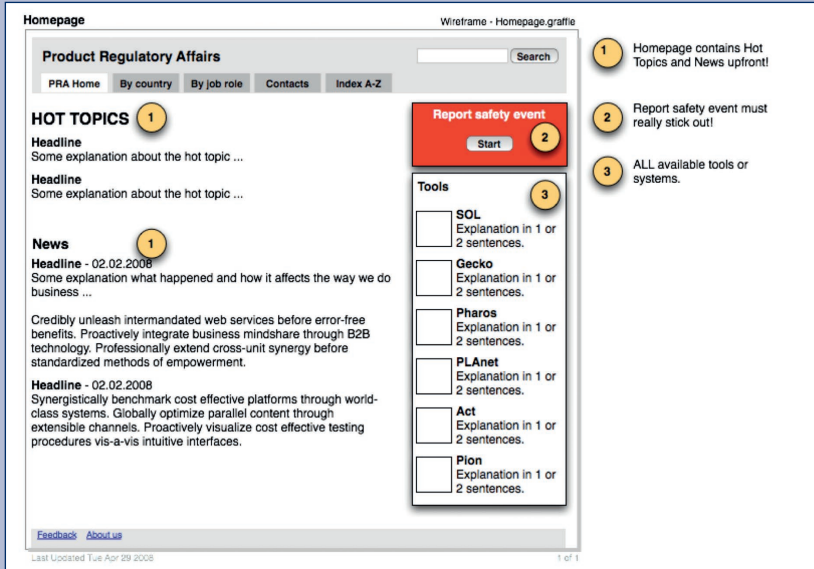 Homepage
Wireframe - Homepage.graffle
Product Regulatory Affairs
Search
PRA Home
By country
By job role
Contacts
Index A-Z
HOT TOPICS
1
Headline
Some explanation about the hot topic ...
Headline
Some explanation about the hot topic ...
News
1
Headline - 02.02.2008
Some explanation what happened and how it affects the way we do
business ...
Credibly unleash intermandated web services before error-free
benefits. Proactively integrate business mindshare through B2B
technology. Professionally extend cross-unit synergy before
standardized methods of empowerment.
Headline - 02.02.2008
Synergistically benchmark cost effective platforms through world-
class systems. Globally optimize parallel content through
extensible channels. Proactively visualize cost effective testing
procedures vis-a-vis intuitive interfaces.
Report safety event
Start
2
Tools
3
SOL
Explanation in 1 or
2 sentences.
Gecko
Explanation in 1 or
2 sentences.
Pharos
Explanation in 1 or
2 sentences.
PLAnet
Explanation in 1 or
2 sentences.
Act
Explanation in 1 or
2 sentences.
Pion
Explanation in 1 or
2 sentences.
Feedback
About us
Last Updated Tue Apr 29 2008
1 of 1
1
Homepage contains Hot
Topics and News upfront!
2
Report safety event must
really stick out!
3
ALL available tools or
systems.